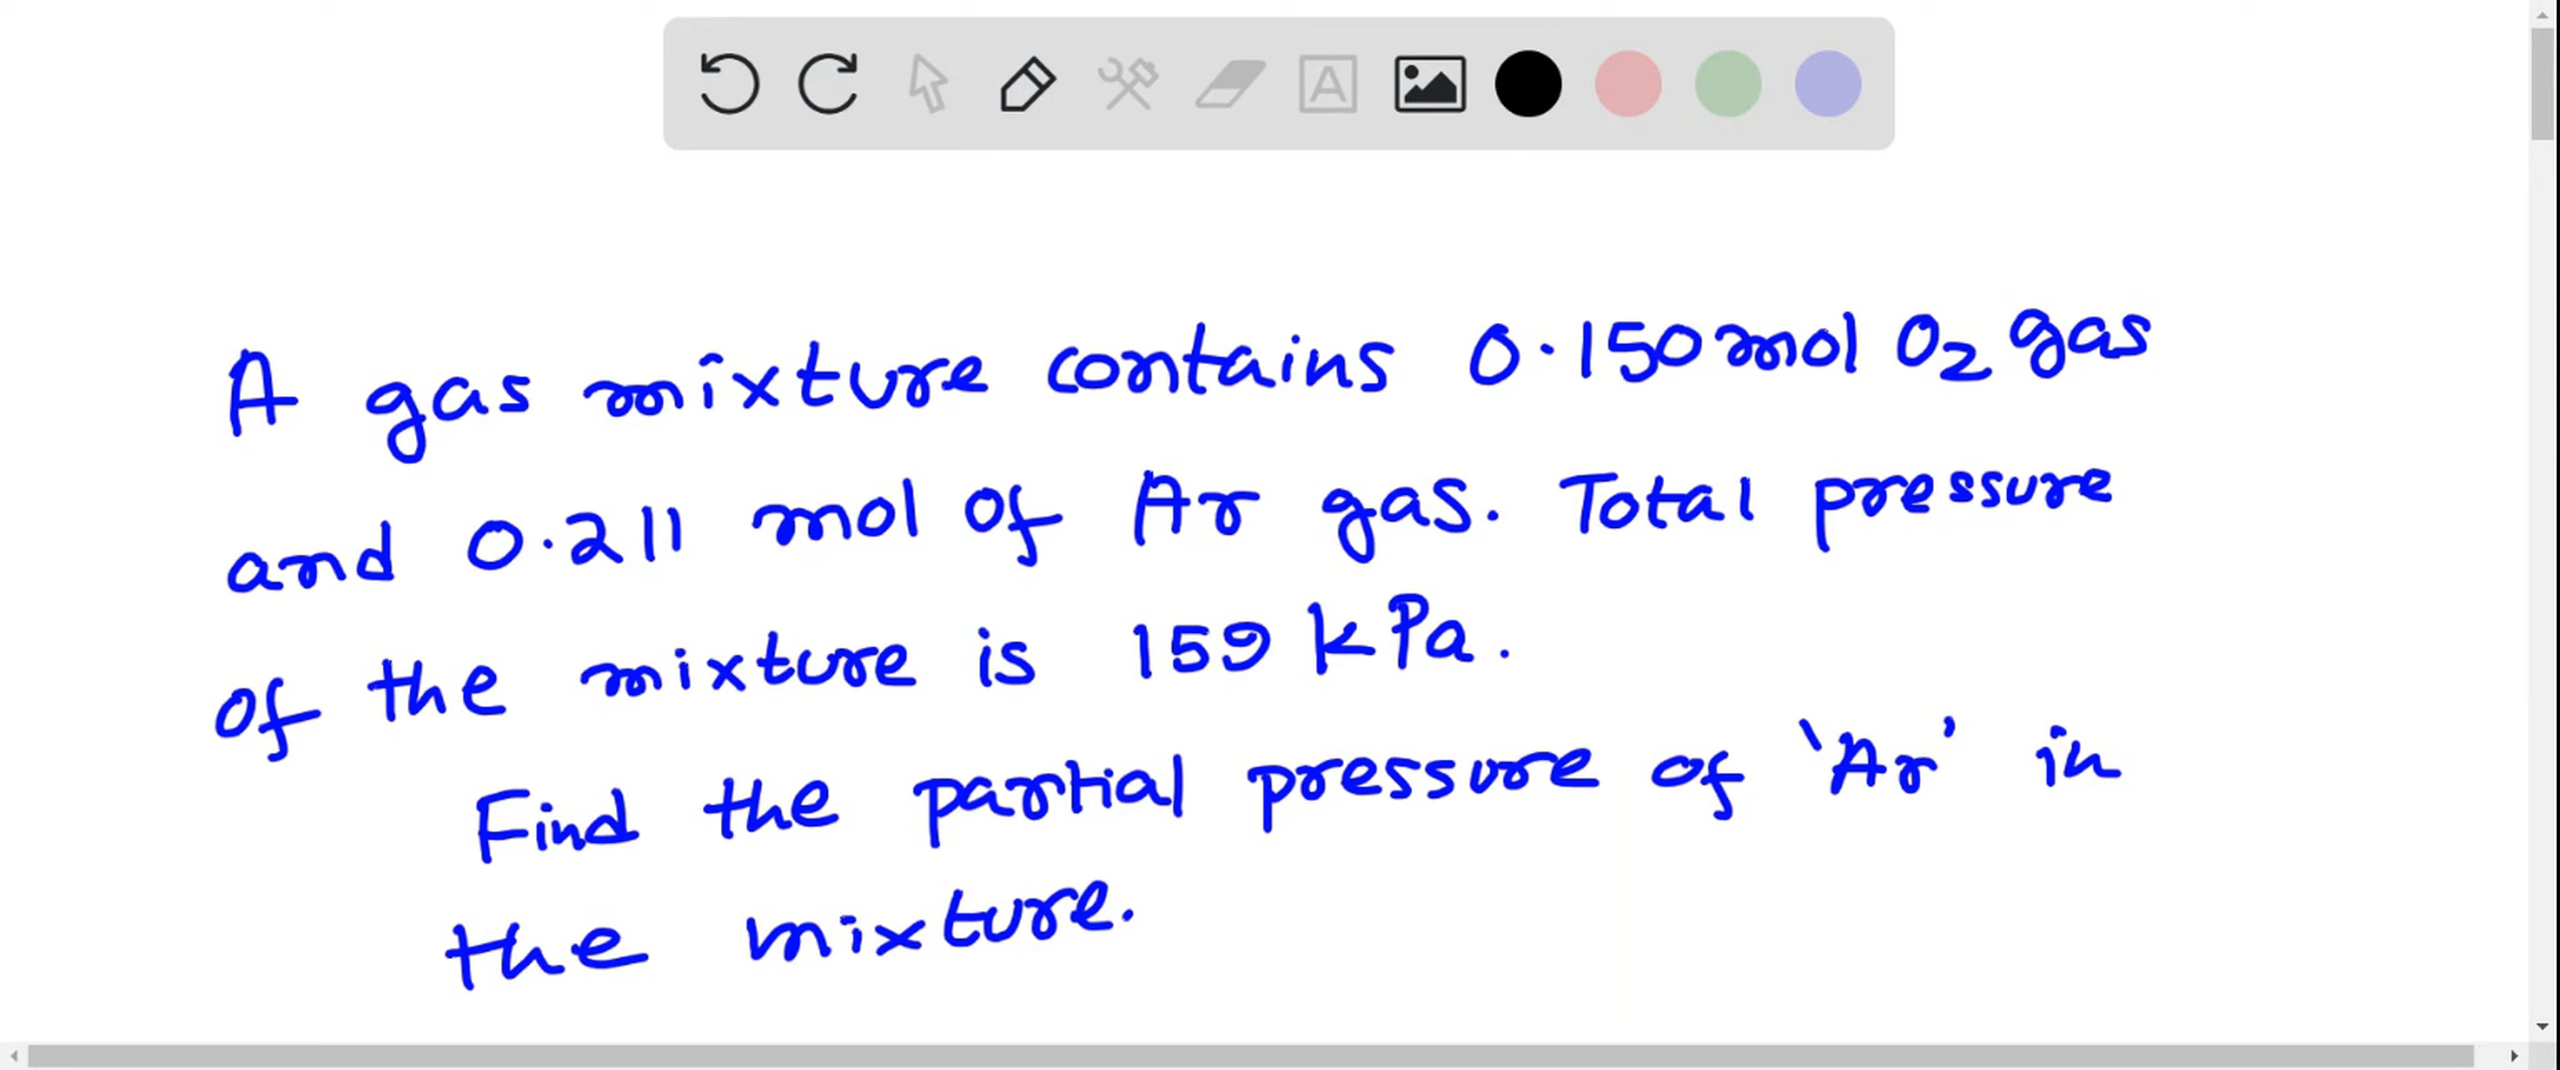 A
A gas mixture contains 0.150 mol O₂ gas
and 0.211 mol of Ar gas. Total pressure
of the mixture is 159 kPa.
Find the partial pressure of 'Ar' in
the mixture.